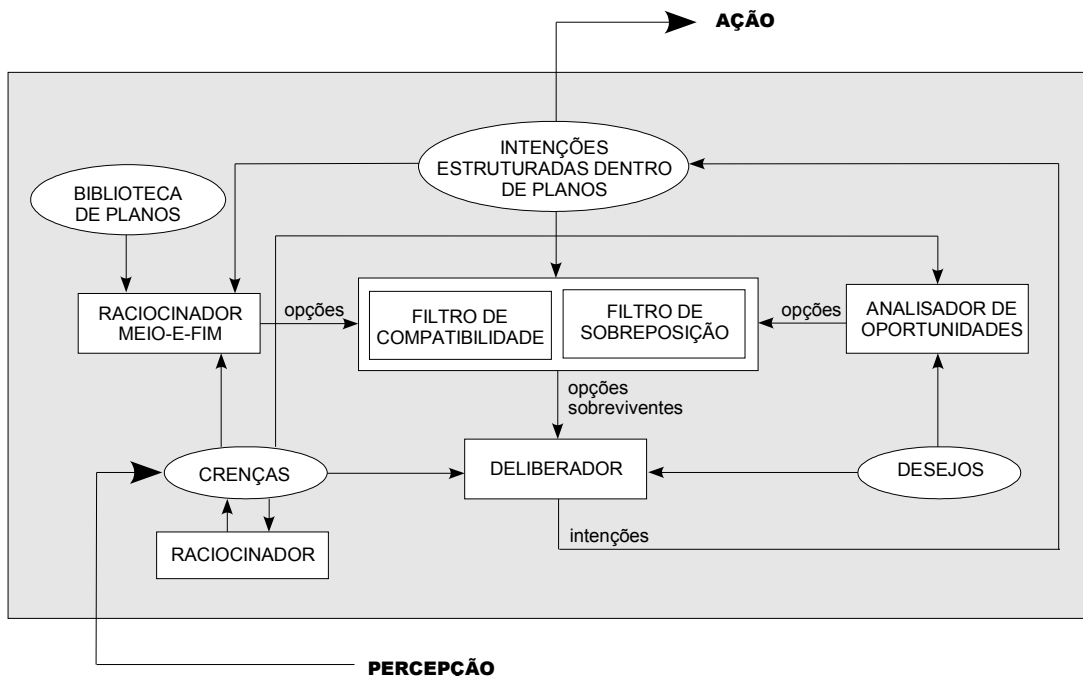 AÇÃO
INTENÇÕES
ESTRUTURADAS DENTRO
DE PLANOS
BIBLIOTECA
DE PLANOS
RACIOCINADOR
MEIO-E-FIM
opções
FILTRO DE
COMPATIBILIDADE
FILTRO DE
SOBREPOSIÇÃO
opções
ANALISADOR DE
OPORTUNIDADES
opções
sobreviventes
CRENÇAS
DELIBERADOR
DESEJOS
intenções
RACIOCINADOR
PERCEPÇÃO